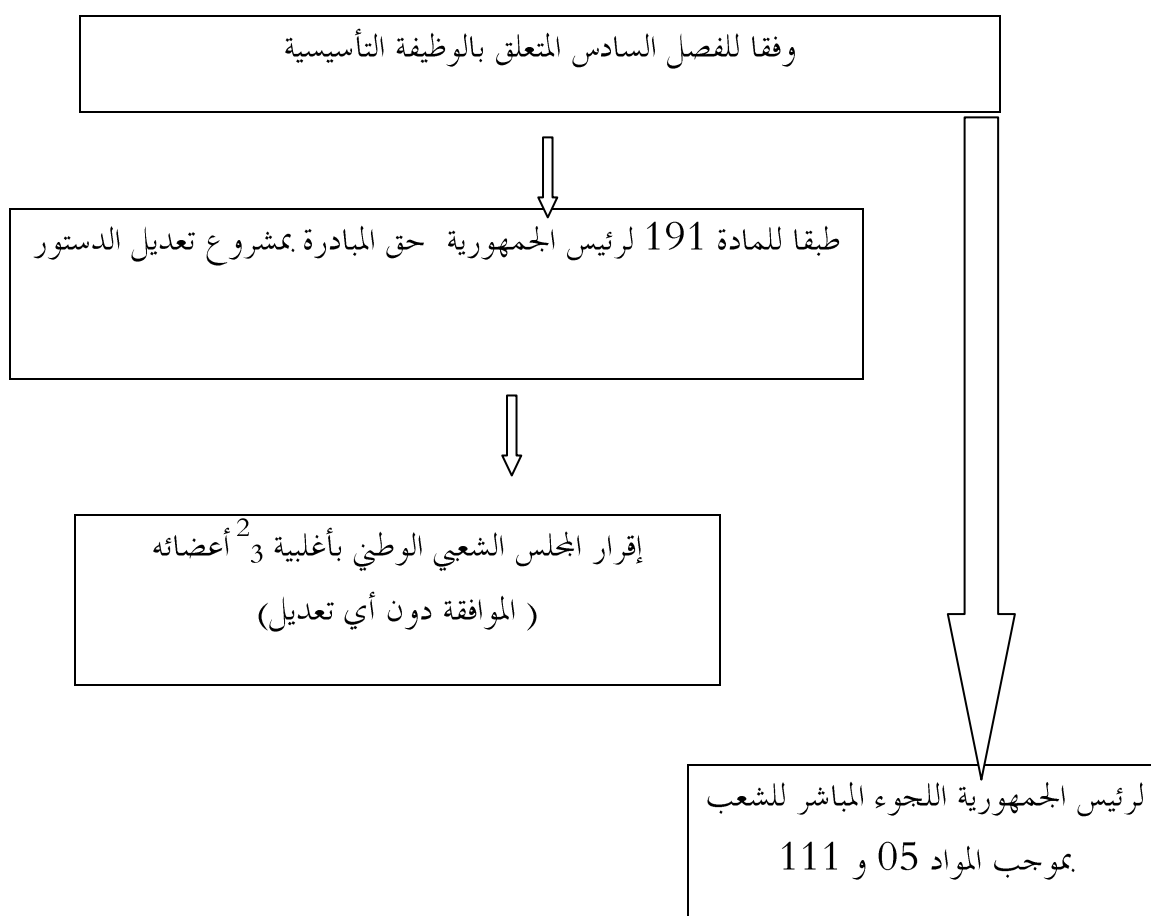 وفقا للفصل السادس المتعلق بالوظيفة التأسيسية
طبقا للمادة 191 لرئيس الجمهورية حق المبادرة بمشروع تعديل الدستور
إقرار المجلس الشعبي الوطني بأغلبية 2 3 أعضائه
( الموافقة دون أي تعديل)
لرئيس الجمهورية اللجوء المباشر للشعب
بموجب المواد 05 و 111